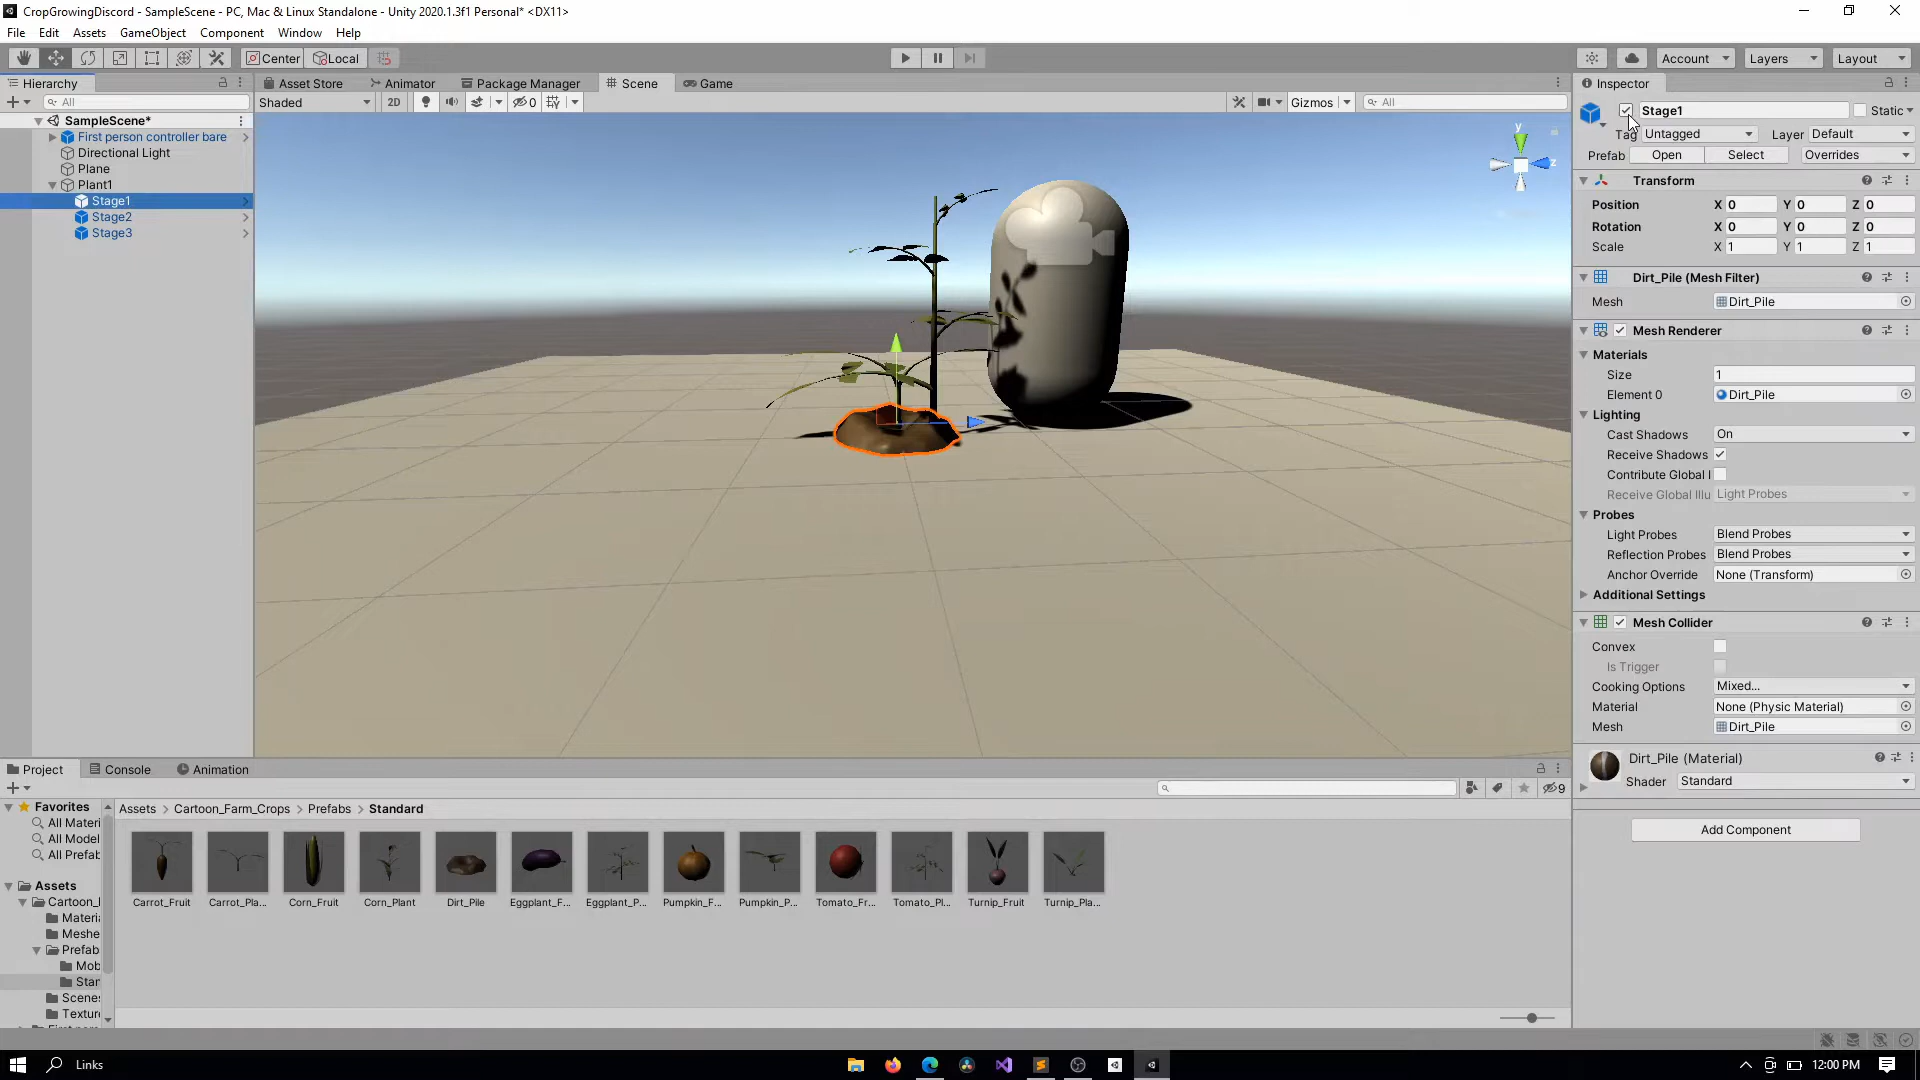 CropGrowingDiscord - SampleScene - PC, Mac & Linux Standalone - Unity 2020.1.3f1 Personal* <DX11>
File Edit Assets GameObject Component Window Help
Center Local Account Layers Layout
Hierarchy Asset Store Animator Package Manager Scene Game Inspector
All Shaded 2D 0 Gizmos All
SampleScene*
First person controller bare
Directional Light
Plane
Plant1
Stage1
Stage2
Stage3
y
z
Stage1 Static
Tag Untagged Layer Default
Prefab Open Select Overrides
Transform
Position X 0 Y 0 Z 0
Rotation X 0 Y 0 Z 0
Scale X 1 Y 1 Z 1
Dirt_Pile (Mesh Filter)
Mesh Dirt_Pile
Mesh Renderer
Materials
Size 1
Element 0 Dirt_Pile
Lighting
Cast Shadows On
Receive Shadows
Contribute Global I
Receive Global Illu Light Probes
Probes
Light Probes Blend Probes
Reflection Probes Blend Probes
Anchor Override None (Transform)
Additional Settings
Mesh Collider
Convex
Is Trigger
Cooking Options Mixed...
Material None (Physic Material)
Mesh Dirt_Pile
Dirt_Pile (Material)
Shader Standard
Add Component
Project Console Animation
9
Favorites
All Materi
All Model
All Prefab
Assets
Cartoon_I
Materia
Meshe
Prefab
Mob
Stan
Scenes
Textur
Assets > Cartoon_Farm_Crops > Prefabs > Standard
Carrot_Fruit Carrot_Pla... Corn_Fruit Corn_Plant Dirt_Pile Eggplant_F... Eggplant_P... Pumpkin_F... Pumpkin_P... Tomato_Fr... Tomato_Pl... Turnip_Fruit Turnip_Pla...
Links
12:00 PM